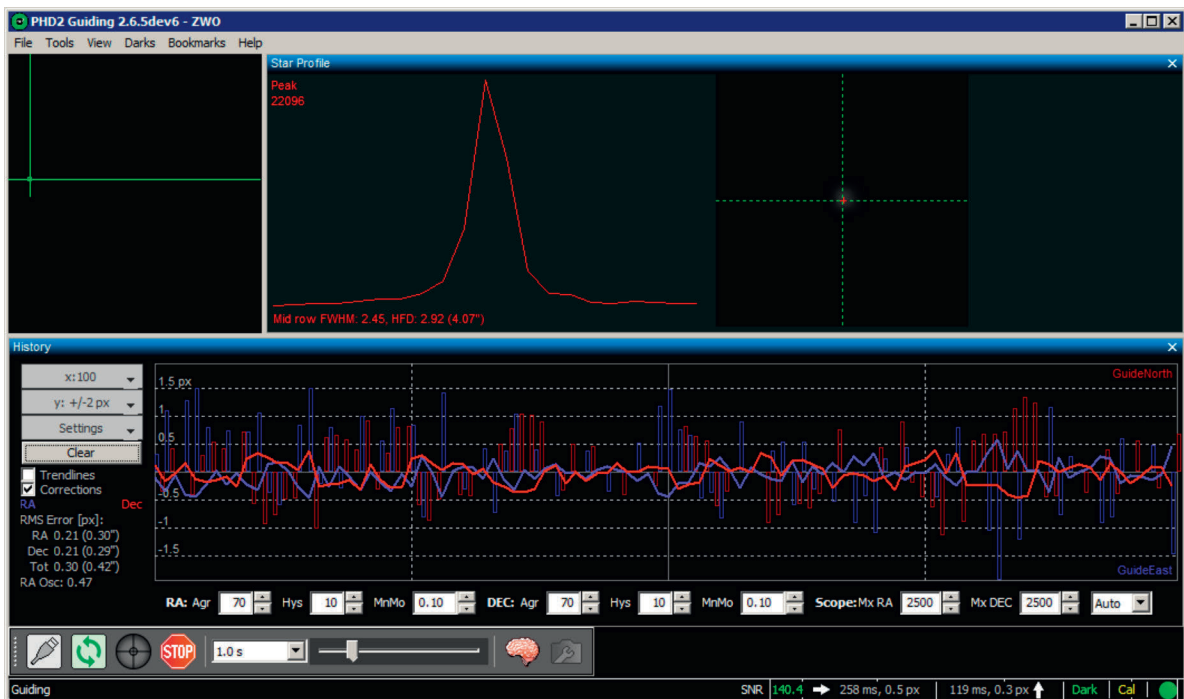 PHD2 Guiding 2.6.5dev6 - ZWO
File Tools View Darks Bookmarks Help
Star Profile
Peak
22096
Mid row FWHM: 2.45, HFD: 2.92 (4.07")
History
x:100
y: +/-2 px
Settings
Clear
Trendlines
Corrections
RA Dec
RMS Error [px]:
RA 0.21 (0.30")
Dec 0.21 (0.29")
Tot 0.30 (0.42")
RA Osc: 0.47
GuideNorth
1.5 px
1
0.5
-0.5
-1
-1.5
GuideEast
RA: Agr 70 Hys 10 MnMo 0.10 DEC: Agr 70 Hys 10 MnMo 0.10 Scope: Mx RA 2500 Mx DEC 2500 Auto
STOP 1.0 s
Guiding SNR 140.4 258 ms, 0.5 px 119 ms, 0.3 px Dark Cal